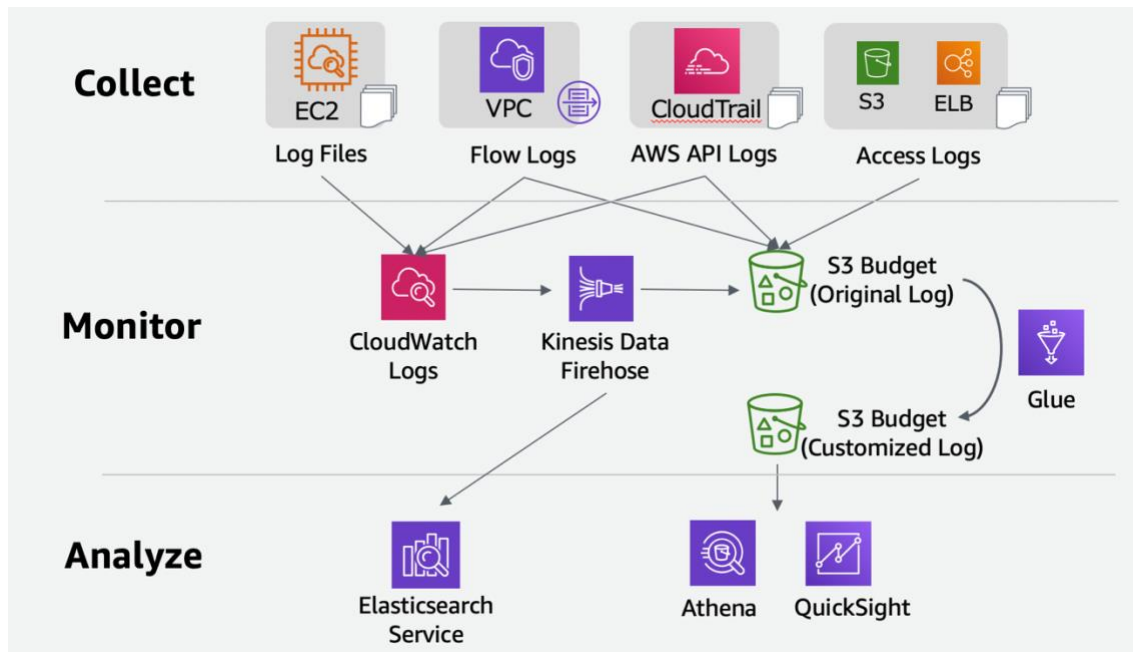 Collect
EC2
VPC
CloudTrail
S3
ELB
Log Files
Flow Logs
AWS API Logs
Access Logs
Monitor
CloudWatch
Logs
Kinesis Data
Firehose
S3 Budget
(Original Log)
Glue
S3 Budget
(Customized Log)
Analyze
Elasticsearch
Service
Athena
QuickSight